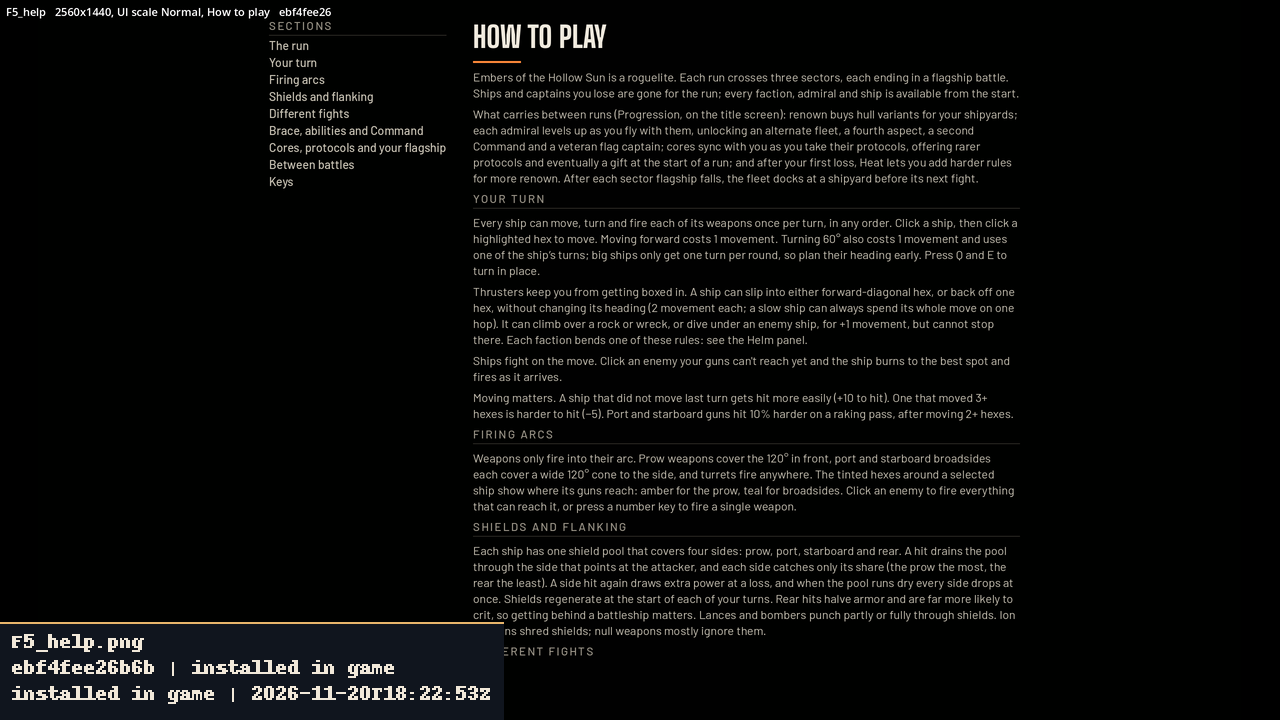 F5_help 2560x1440, UI scale Normal, How to play ebf4fee26
SECTIONS
The run
Your turn
Firing arcs
Shields and flanking
Different fights
Brace, abilities and Command
Cores, protocols and your flagship
Between battles
Keys
HOW TO PLAY
Embers of the Hollow Sun is a roguelite. Each run crosses three sectors, each ending in a flagship battle.
Ships and captains you lose are gone for the run; every faction, admiral and ship is available from the start.
What carries between runs (Progression, on the title screen): renown buys hull variants for your shipyards;
each admiral levels up as you fly with them, unlocking an alternate fleet, a fourth aspect, a second
Command and a veteran flag captain; cores sync with you as you take their protocols, offering rarer
protocols and eventually a gift at the start of a run; and after your first loss, Heat lets you add harder rules
for more renown. After each sector flagship falls, the fleet docks at a shipyard before its next fight.
YOUR TURN
Every ship can move, turn and fire each of its weapons once per turn, in any order. Click a ship, then click a
highlighted hex to move. Moving forward costs 1 movement. Turning 60° also costs 1 movement and uses
one of the ship's turns; big ships only get one turn per round, so plan their heading early. Press Q and E to
turn in place.
Thrusters keep you from getting boxed in. A ship can slip into either forward-diagonal hex, or back off one
hex, without changing its heading (2 movement each; a slow ship can always spend its whole move on one
hop). It can climb over a rock or wreck, or dive under an enemy ship, for +1 movement, but cannot stop
there. Each faction bends one of these rules: see the Helm panel.
Ships fight on the move. Click an enemy your guns can't reach yet and the ship burns to the best spot and
fires as it arrives.
Moving matters. A ship that did not move last turn gets hit more easily (+10 to hit). One that moved 3+
hexes is harder to hit (−5). Port and starboard guns hit 10% harder on a raking pass, after moving 2+ hexes.
FIRING ARCS
Weapons only fire into their arc. Prow weapons cover the 120° in front, port and starboard broadsides
each cover a wide 120° cone to the side, and turrets fire anywhere. The tinted hexes around a selected
ship show where its guns reach: amber for the prow, teal for broadsides. Click an enemy to fire everything
that can reach it, or press a number key to fire a single weapon.
SHIELDS AND FLANKING
Each ship has one shield pool that covers four sides: prow, port, starboard and rear. A hit drains the pool
through the side that points at the attacker, and each side catches only its share (the prow the most, the
rear the least). A side hit again draws extra power at a loss, and when the pool runs dry every side drops at
once. Shields regenerate at the start of each of your turns. Rear hits halve armor and are far more likely to
crit, so getting behind a battleship matters. Lances and bombers punch partly or fully through shields. Ion
ns shred shields; null weapons mostly ignore them.
ERENT FIGHTS
F5_help.png
ebf4fee26b6b | installed in game
installed in game | 2026-11-20T18:22:53Z